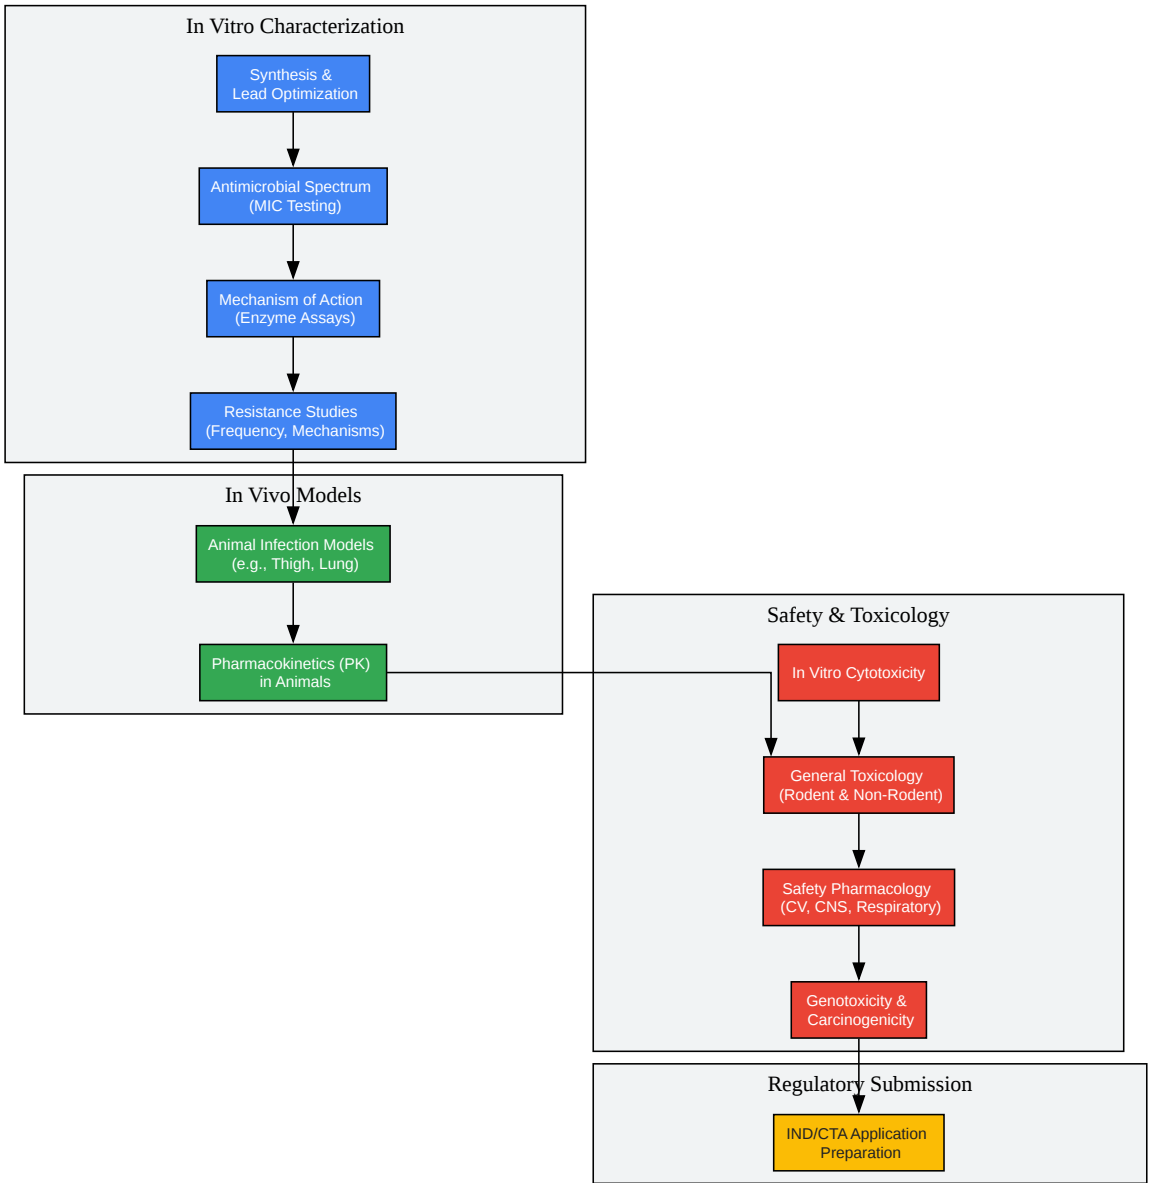 In Vitro Characterization
Synthesis &
Lead Optimization
Antimicrobial Spectrum
(MIC Testing)
Mechanism of Action
(Enzyme Assays)
Resistance Studies
(Frequency, Mechanisms)
In Vivo Models
Animal Infection Models
(e.g., Thigh, Lung)
Pharmacokinetics (PK)
in Animals
Safety & Toxicology
In Vitro Cytotoxicity
General Toxicology
(Rodent & Non-Rodent)
Safety Pharmacology
(CV, CNS, Respiratory)
Genotoxicity &
Carcinogenicity
Regulatory Submission
IND/CTA Application
Preparation